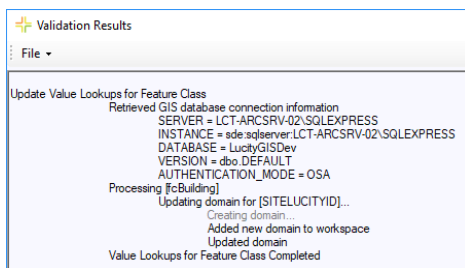 Validation Results
File
Update Value Lookups for Feature Class
Retrieved GIS database connection information
SERVER = LCT-ARCSRV-02\SQLEXPRESS
INSTANCE = sde:sqlserver:LCT-ARCSRV-02\SQLEXPRESS
DATABASE = LucityGISDev
VERSION = dbo.DEFAULT
AUTHENTICATION_MODE = OSA
Processing [fcBuilding]
Updating domain for [SITELUCITYID]...
Creating domain...
Added new domain to workspace
Updated domain
Value Lookups for Feature Class Completed